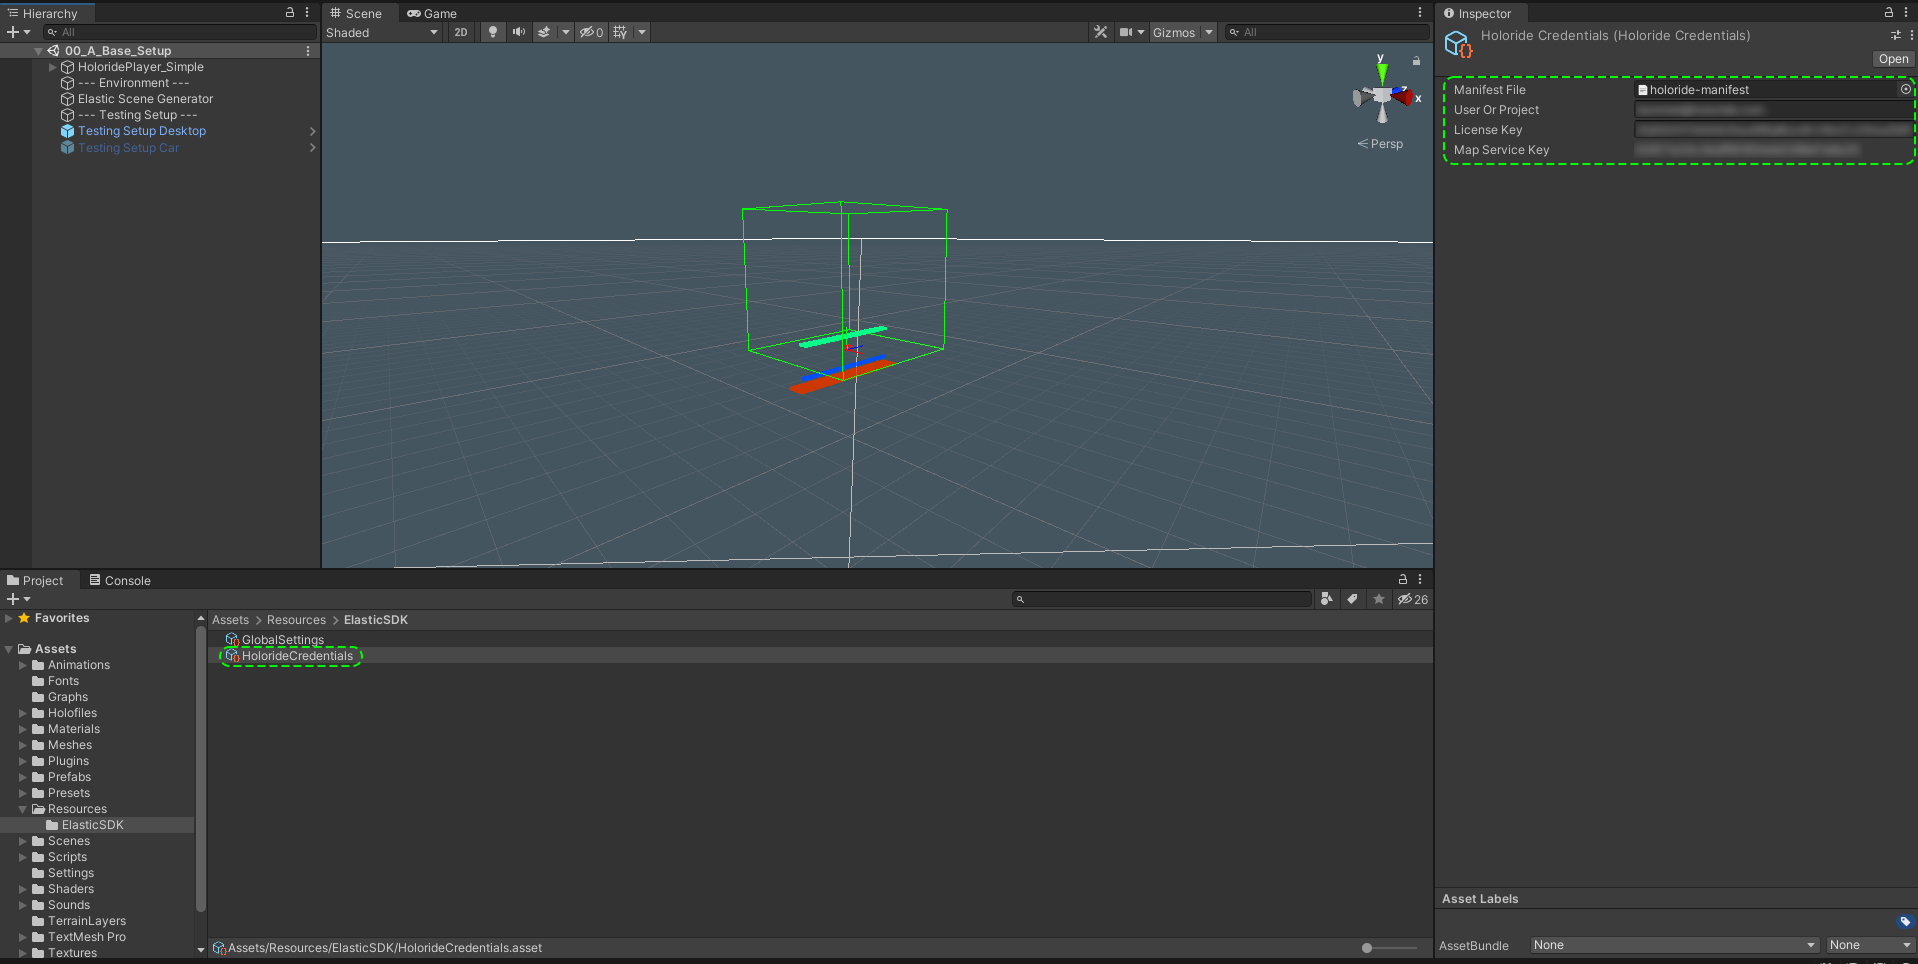 Hierarchy
All
00_A_Base_Setup
HoloridePlayer_Simple
--- Environment ---
Elastic Scene Generator
--- Testing Setup ---
Testing Setup Desktop
Testing Setup Car
Scene
Game
Shaded
2D
0
Gizmos
All
y
x
Persp
Inspector
Holoride Credentials (Holoride Credentials)
Open
Manifest File
holoride-manifest
User Or Project
License Key
Map Service Key
Project
Console
26
Favorites
Assets
Animations
Fonts
Graphs
Holofiles
Materials
Meshes
Plugins
Prefabs
Presets
Resources
ElasticSDK
Scenes
Scripts
Settings
Shaders
Sounds
TerrainLayers
TextMesh Pro
Textures
Assets > Resources > ElasticSDK
GlobalSettings
HolorideCredentials
Assets/Resources/ElasticSDK/HolorideCredentials.asset
Asset Labels
AssetBundle
None
None